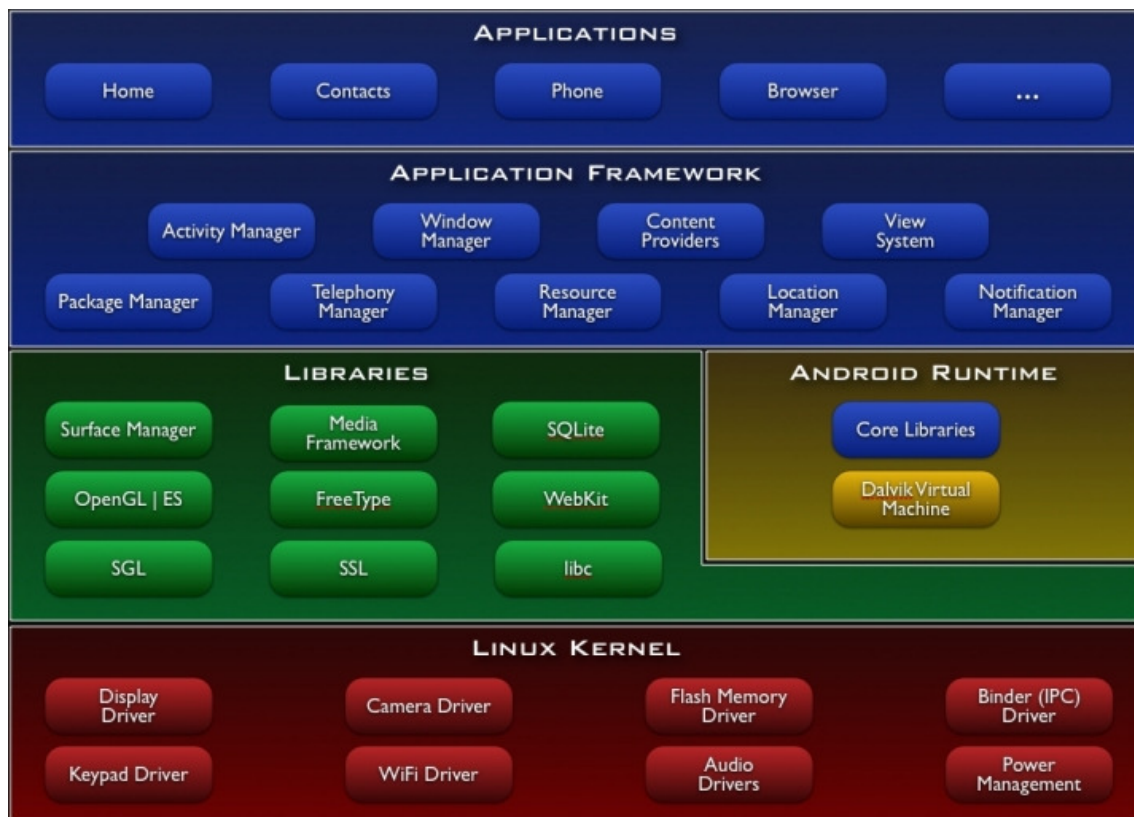 APPLICATIONS
Home
Contacts
Phone
Browser
...
APPLICATION FRAMEWORK
Activity Manager
Window
Manager
Content
Providers
View
System
Package Manager
Telephony
Manager
Resource
Manager
Location
Manager
Notification
Manager
LIBRARIES
Surface Manager
Media
Framework
SQLite
OpenGL | ES
FreeType
WebKit
SGL
SSL
libc
ANDROID RUNTIME
Core Libraries
Dalvik Virtual
Machine
LINUX KERNEL
Display
Driver
Camera Driver
Flash Memory
Driver
Binder (IPC)
Driver
Keypad Driver
WiFi Driver
Audio
Drivers
Power
Management